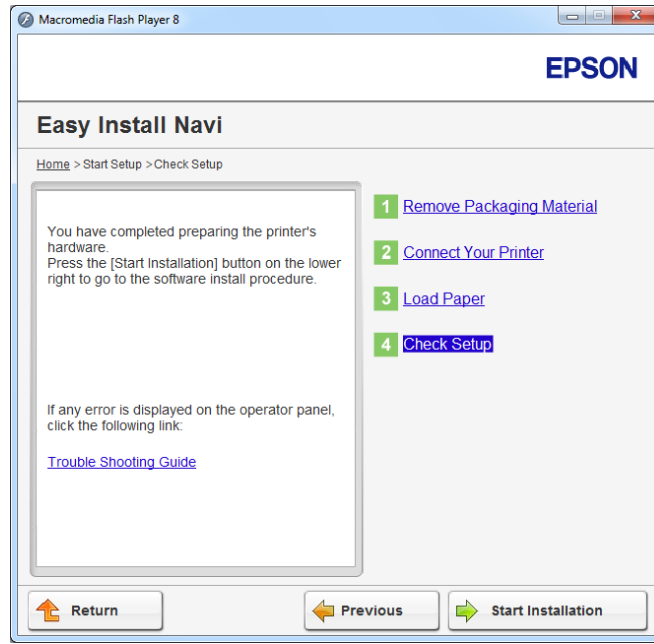 Macromedia Flash Player 8
EPSON
Easy Install Navi
Home > Start Setup >Check Setup
You have completed preparing the printer's
hardware.
Press the [Start Installation] button on the lower
right to go to the software install procedure.
If any error is displayed on the operator panel,
click the following link:
Trouble Shooting Guide
1 Remove Packaging Material
2 Connect Your Printer
3 Load Paper
4 Check Setup
Return
Previous
Start Installation